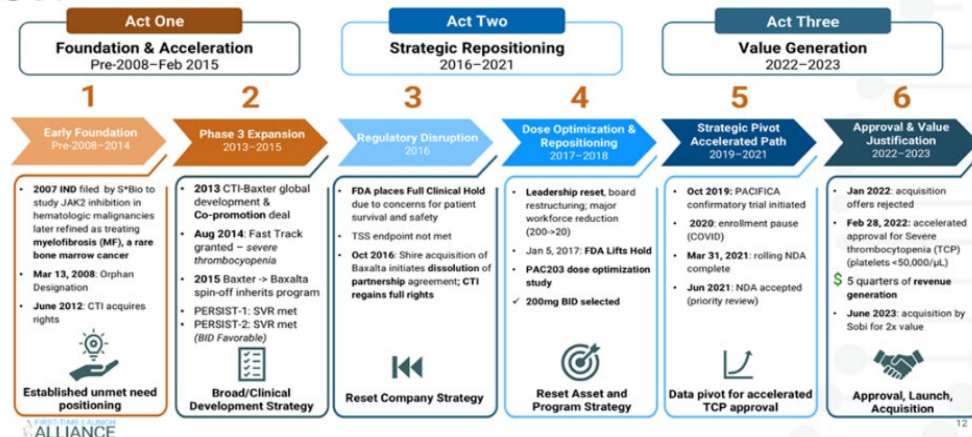 Act One
Foundation & Acceleration
Pre-2008–Feb 2015
Act Two
Strategic Repositioning
2016–2021
Act Three
Value Generation
2022–2023
1
Early Foundation
Pre-2008–2014
• 2007 IND filed by S*Bio to
study JAK2 inhibition in
hematologic malignancies
later refined as treating
myelofibrosis (MF), a rare
bone marrow cancer
• Mar 13, 2008: Orphan
Designation
• June 2012: CTI acquires
rights
Established unmet need
positioning
2
Phase 3 Expansion
2013–2015
• 2013 CTI-Baxter global
development &
Co-promotion deal
• Aug 2014: Fast Track
granted – severe
thrombocyopenia
• 2015 Baxter -> Baxalta
spin-off inherits program
• PERSIST-1: SVR met
• PERSIST-2: SVR met
(BID Favorable)
Broad/Clinical
Development Strategy
3
Regulatory Disruption
2016
• FDA places Full Clinical Hold
due to concerns for patient
survival and safety
• TSS endpoint not met
• Oct 2016: Shire acquisition of
Baxalta initiates dissolution of
partnership agreement; CTI
regains full rights
Reset Company Strategy
4
Dose Optimization &
Repositioning
2017–2018
• Leadership reset, board
restructuring; major
workforce reduction
(200->20)
• Jan 5, 2017: FDA Lifts Hold
• PAC203 dose optimization
study
✓ 200mg BID selected
Reset Asset and
Program Strategy
5
Strategic Pivot
Accelerated Path
2019–2021
• Oct 2019: PACIFICA
confirmatory trial initiated
• 2020: enrollment pause
(COVID)
• Mar 31, 2021: rolling NDA
complete
• Jun 2021: NDA accepted
(priority review)
Data pivot for accelerated
TCP approval
6
Approval & Value
Justification
2022–2023
• Jan 2022: acquisition
offers rejected
• Feb 28, 2022: accelerated
approval for Severe
thrombocytopenia (TCP)
(platelets <50,000/µL)
$ 5 quarters of revenue
generation
• June 2023: acquisition by
Sobi for 2x value
Approval, Launch,
Acquisition
FIRST-TIME LAUNCH
ALLIANCE
12